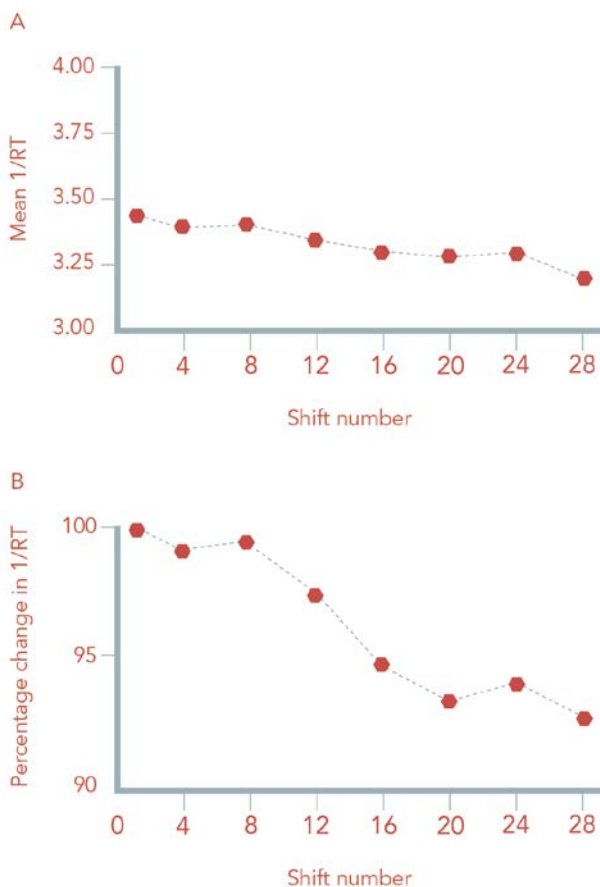 A
4.00
3.75
3.50
3.25
3.00
Mean 1/RT
0 4 8 12 16 20 24 28
Shift number
B
100
95
90
Percentage change in 1/RT
0 4 8 12 16 20 24 28
Shift number